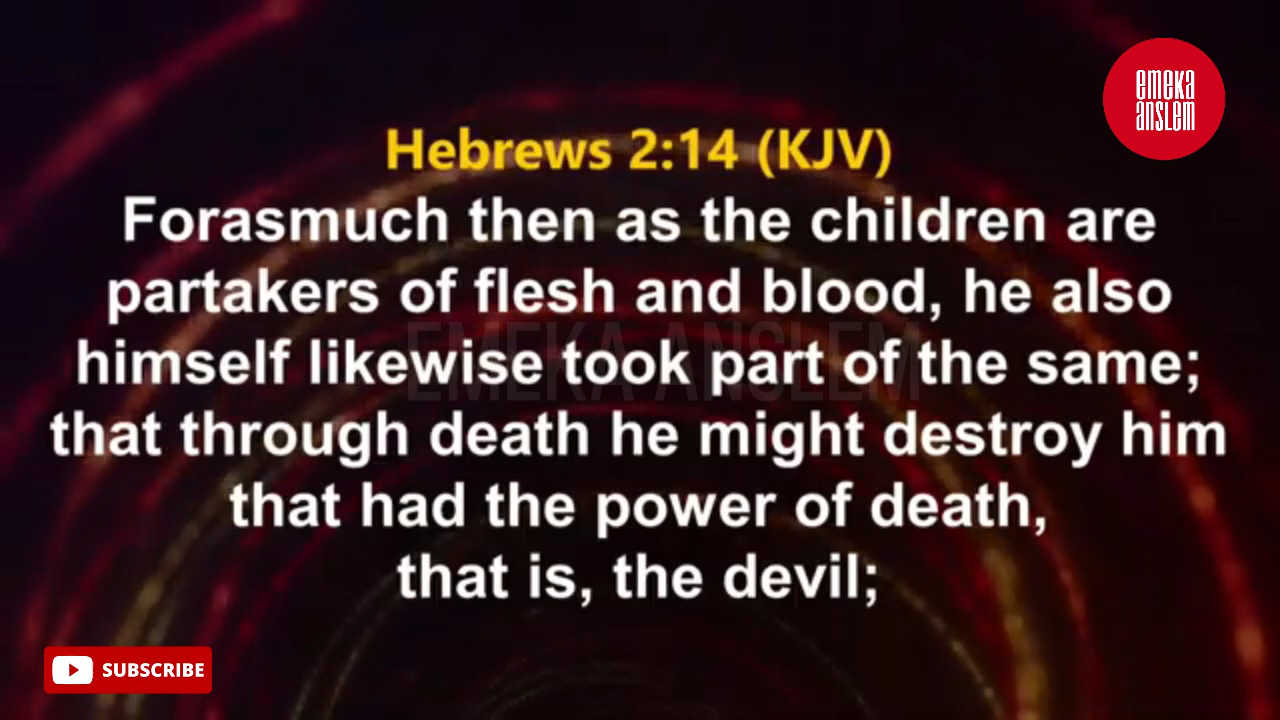 emeka
anslem
Hebrews 2:14 (KJV)
Forasmuch then as the children are
partakers of flesh and blood, he also
himself likewise took part of the same;
EMEKA ANSLEM
that through death he might destroy him
that had the power of death,
that is, the devil;
SUBSCRIBE